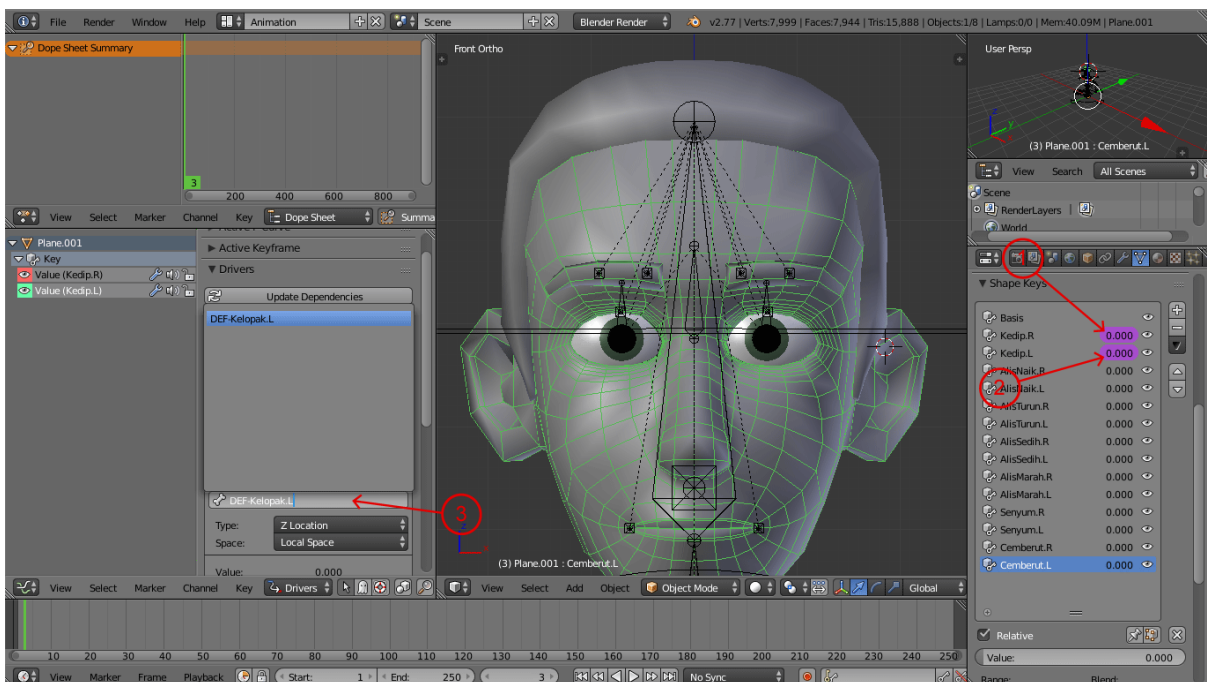 File Render Window Help Animation Scene Blender Render v2.77 | Verts:7,999 | Faces:7,944 | Tris:15,888 | Objects:1/8 | Lamps:0/0 | Mem:40.09M | Plane.001
Dope Sheet Summary
3
200 400 600 800
View Select Marker Channel Key Dope Sheet Summa
Plane.001
Key
Value (Kedip.R)
Value (Kedip.L)
Active Keyframe
Drivers
Update Dependencies
DEF-Kelopak.L
DEF-Kelopak.L
Type: Z Location
Space: Local Space
Value: 0.000
View Select Marker Channel Key Drivers
Front Ortho
3
(3) Plane.001 : Cemberut.L
View Select Add Object Object Mode Global
User Persp
(3) Plane.001 : Cemberut.L
View Search All Scenes
Scene
RenderLayers |
World
Shape Keys
Basis
Kedip.R 0.000
Kedip.L 0.000
AlisNaik.R 0.000
2
AlisNaik.L 0.000
AlisTurun.R 0.000
AlisTurun.L 0.000
AlisSedih.R 0.000
AlisSedih.L 0.000
AlisMarah.R 0.000
AlisMarah.L 0.000
Senyum.R 0.000
Senyum.L 0.000
Cemberut.R 0.000
Cemberut.L 0.000
Relative
Value: 0.000
Range: Blend:
10 20 30 40 50 60 70 80 90 100 110 120 130 140 150 160 170 180 190 200 210 220 230 240 250
View Marker Frame Playback Start: 1 End: 250 3 No Sync